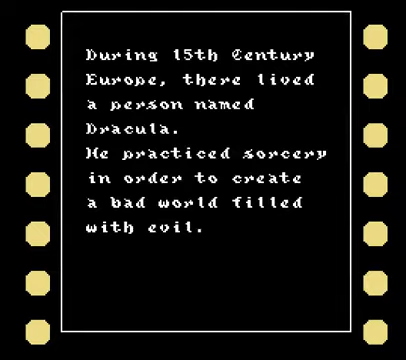 During 15th Century
Europe, there lived
a person named
Dracula.
He practiced sorcery
in order to create
a bad world filled
with evil.